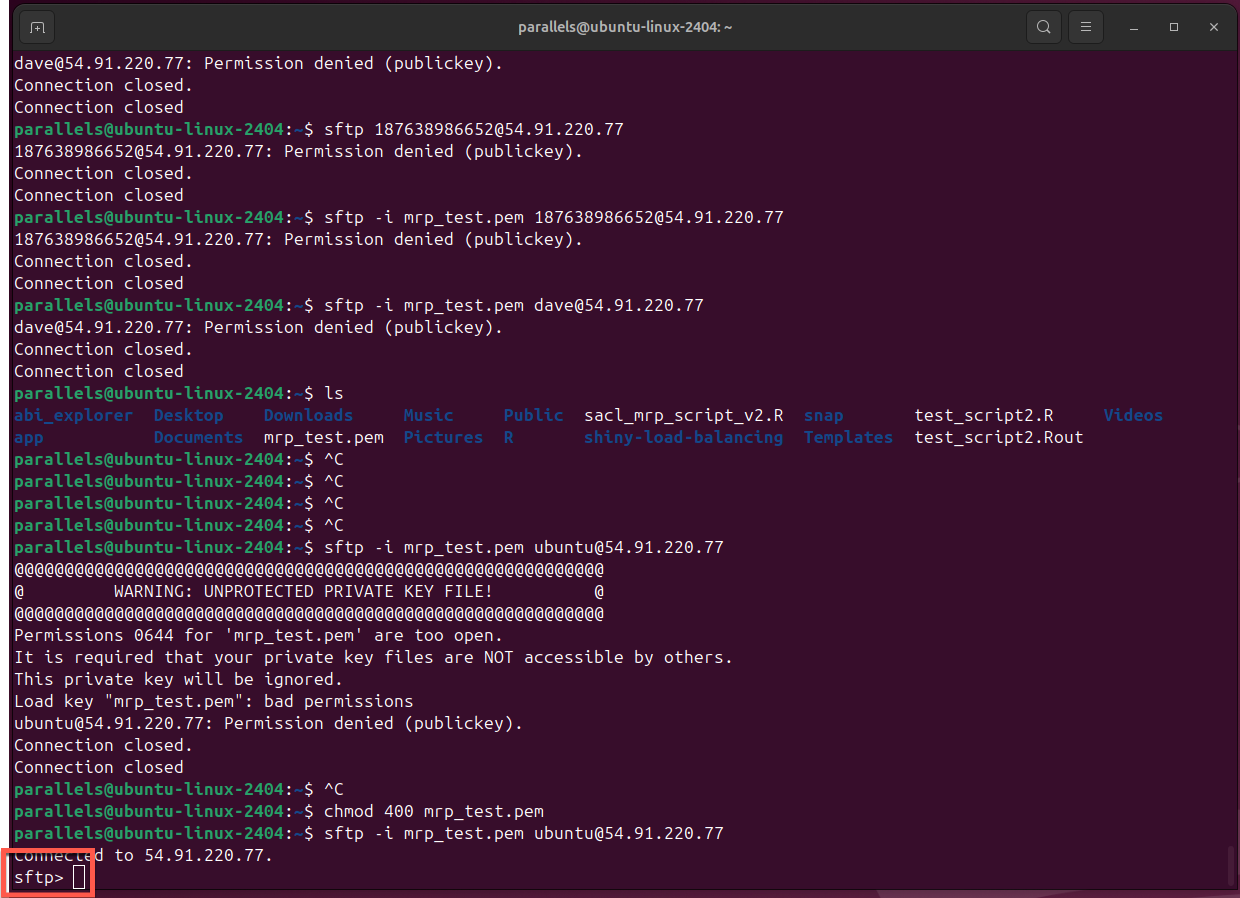 parallels@ubuntu-linux-2404: ~
dave@54.91.220.77: Permission denied (publickey).
Connection closed.
Connection closed
parallels@ubuntu-linux-2404:~$ sftp 187638986652@54.91.220.77
187638986652@54.91.220.77: Permission denied (publickey).
Connection closed.
Connection closed
parallels@ubuntu-linux-2404:~$ sftp -i mrp_test.pem 187638986652@54.91.220.77
187638986652@54.91.220.77: Permission denied (publickey).
Connection closed.
Connection closed
parallels@ubuntu-linux-2404:~$ sftp -i mrp_test.pem dave@54.91.220.77
dave@54.91.220.77: Permission denied (publickey).
Connection closed.
Connection closed
parallels@ubuntu-linux-2404:~$ ls
abi_explorer  Desktop    Downloads     Music     Public  sacl_mrp_script_v2.R  snap       test_script2.R     Videos
app           Documents  mrp_test.pem  Pictures  R       shiny-load-balancing  Templates  test_script2.Rout
parallels@ubuntu-linux-2404:~$ ^C
parallels@ubuntu-linux-2404:~$ ^C
parallels@ubuntu-linux-2404:~$ ^C
parallels@ubuntu-linux-2404:~$ ^C
parallels@ubuntu-linux-2404:~$ sftp -i mrp_test.pem ubuntu@54.91.220.77
@@@@@@@@@@@@@@@@@@@@@@@@@@@@@@@@@@@@@@@@@@@@@@@@@@@@@@@@@@@
@         WARNING: UNPROTECTED PRIVATE KEY FILE!          @
@@@@@@@@@@@@@@@@@@@@@@@@@@@@@@@@@@@@@@@@@@@@@@@@@@@@@@@@@@@
Permissions 0644 for 'mrp_test.pem' are too open.
It is required that your private key files are NOT accessible by others.
This private key will be ignored.
Load key "mrp_test.pem": bad permissions
ubuntu@54.91.220.77: Permission denied (publickey).
Connection closed.
Connection closed
parallels@ubuntu-linux-2404:~$ ^C
parallels@ubuntu-linux-2404:~$ chmod 400 mrp_test.pem
parallels@ubuntu-linux-2404:~$ sftp -i mrp_test.pem ubuntu@54.91.220.77
Connected to 54.91.220.77.
sftp>